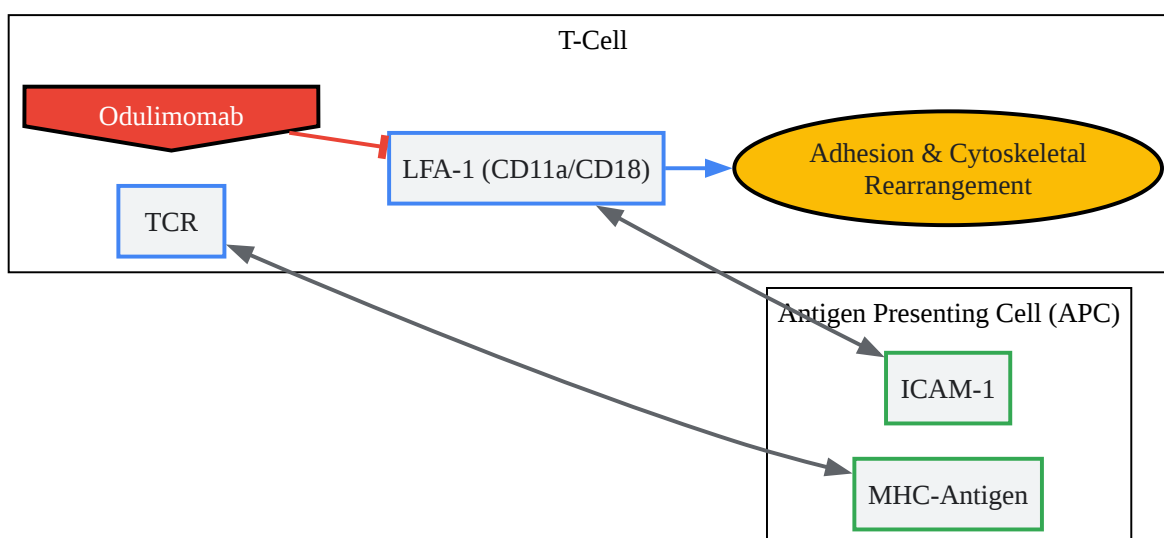 T-Cell
Odulimomab
LFA-1 (CD11a/CD18)
Adhesion & Cytoskeletal
Rearrangement
TCR
Antigen Presenting Cell (APC)
ICAM-1
MHC-Antigen